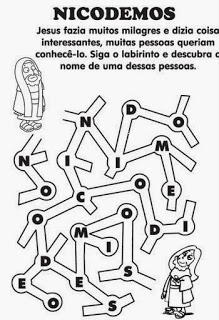 NICODEMOS
Jesus fazia muitos milagres e dizia coisa
interessantes, muitas pessoas queriam
conhecê-lo. Siga o labirinto e descubra o
nome de uma dessas pessoas.
N D O
N I I M
O C E
O O I D
M I
D S
O E E S